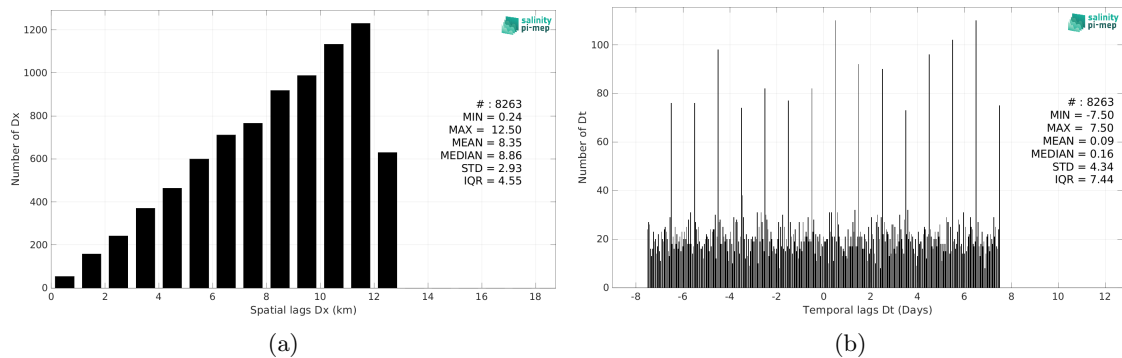 1200
1000
800
600
400
200
0
Number of Dx
salinity
pi-mep
# : 8263
MIN = 0.24
MAX = 12.50
MEAN = 8.35
MEDIAN = 8.86
STD = 2.93
IQR = 4.55
0 2 4 6 8 10 12 14 16 18
Spatial lags Dx (km)
(a)
100
80
60
40
20
0
Number of Dt
salinity
pi-mep
# : 8263
MIN = -7.50
MAX = 7.50
MEAN = 0.09
MEDIAN = 0.16
STD = 4.34
IQR = 7.44
-8 -6 -4 -2 0 2 4 6 8 10 12
Temporal lags Dt (Days)
(b)